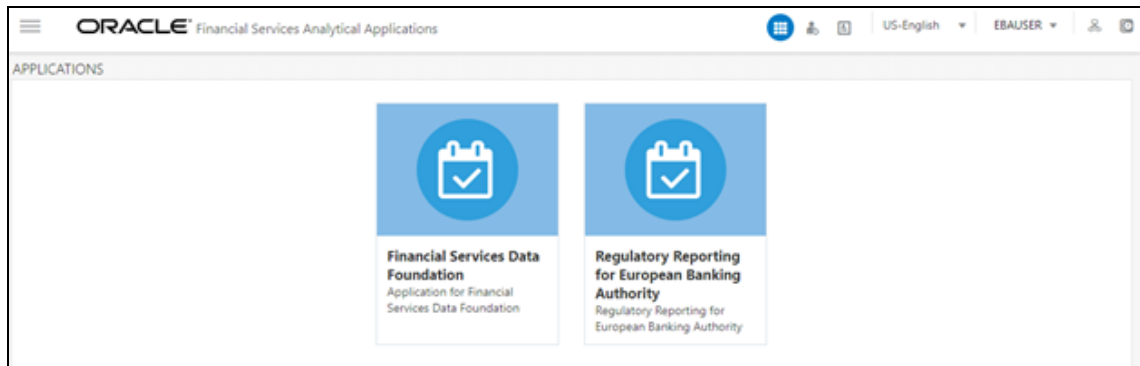 ORACLE® Financial Services Analytical Applications
US-English
EBAUSER
APPLICATIONS
Financial Services Data
Foundation
Application for Financial
Services Data Foundation
Regulatory Reporting
for European Banking
Authority
Regulatory Reporting for
European Banking Authority